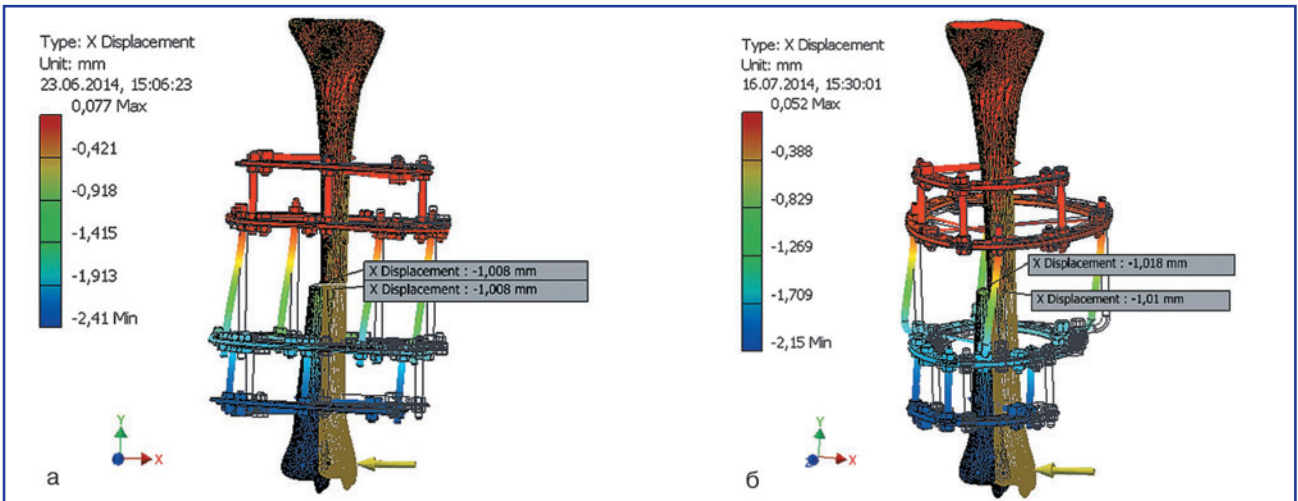 Type: X Displacement
Unit: mm
23.06.2014, 15:06:23
0,077 Max
-0,421
-0,918
-1,415
-1,913
-2,41 Min
X Displacement : -1,008 mm
X Displacement : -1,008 mm
Y
X
а
Type: X Displacement
Unit: mm
16.07.2014, 15:30:01
0,052 Max
-0,388
-0,829
-1,269
-1,709
-2,15 Min
X Displacement : -1,018 mm
X Displacement : -1,01 mm
Y
Z
X
б